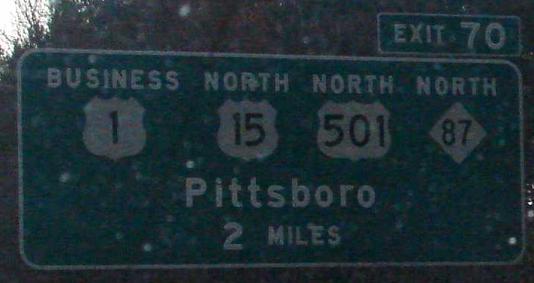 EXIT 70
BUSINESS NORTH NORTH NORTH
1 15 501 87
Pittsboro
2 MILES